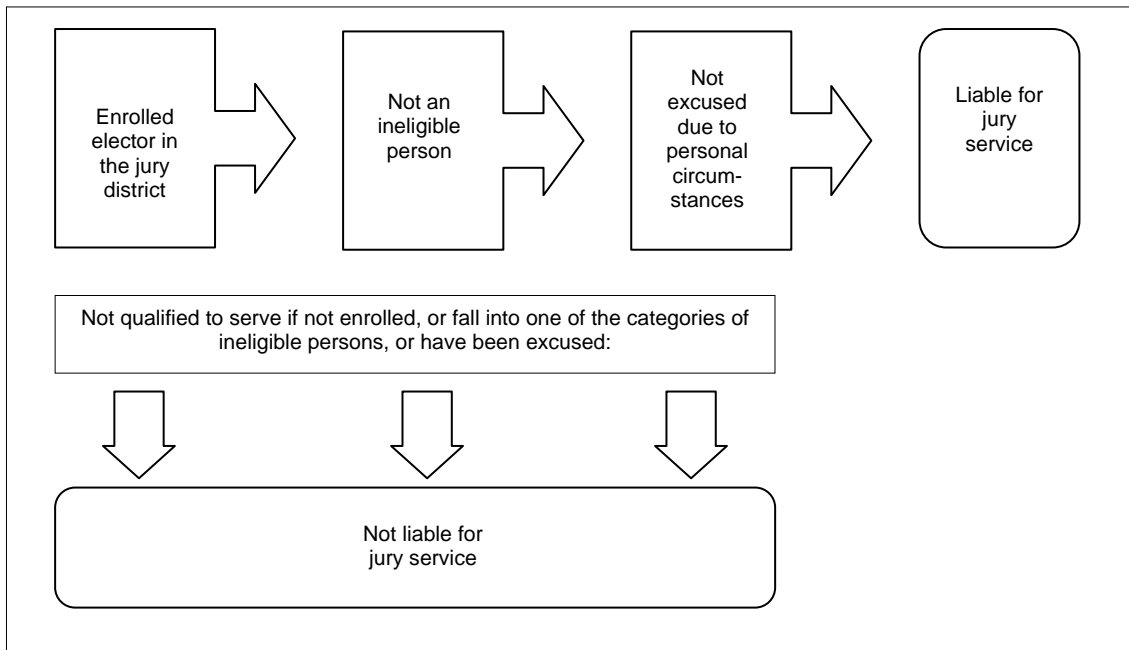 Enrolled
elector in
the jury
district
Not an
ineligible
person
Not
excused
due to
personal
circum-
stances
Liable for
jury
service
Not qualified to serve if not enrolled, or fall into one of the categories of
ineligible persons, or have been excused:
Not liable for
jury service